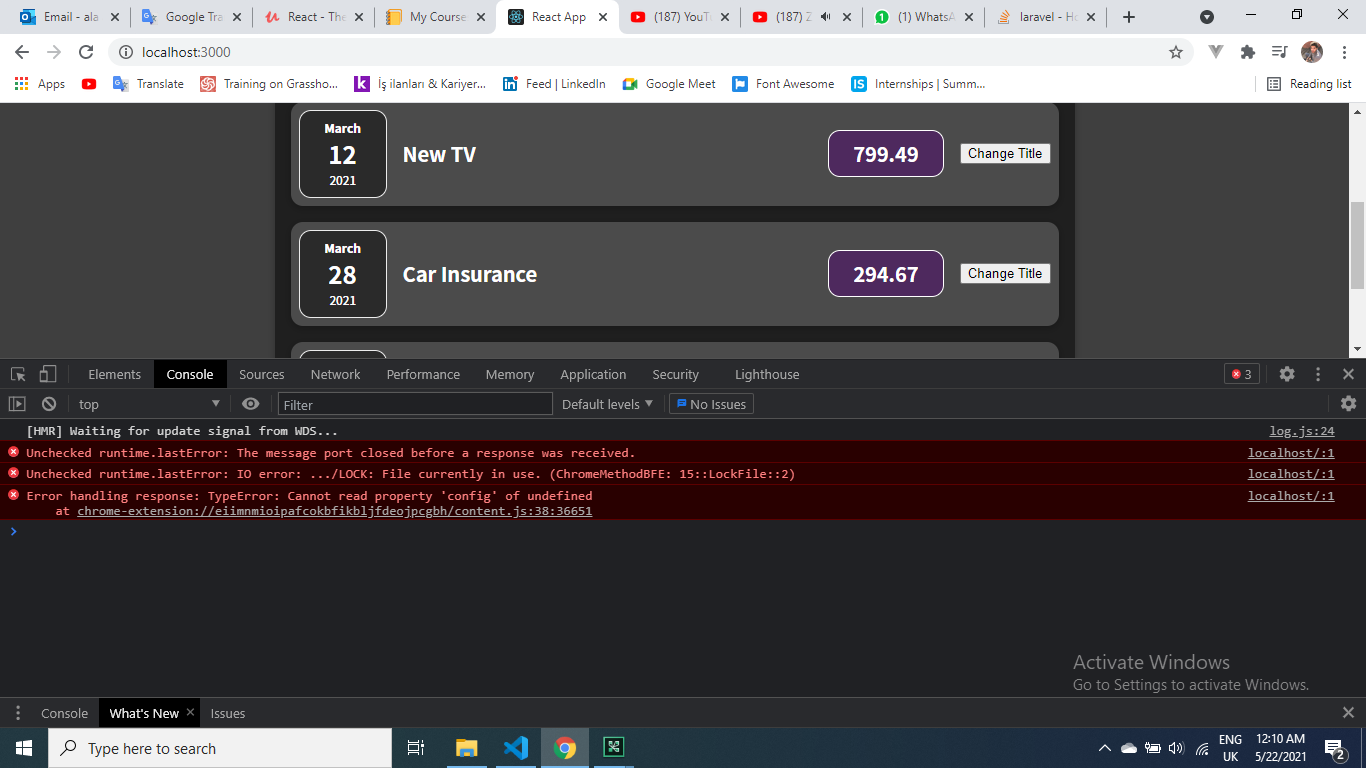 Email - ala
Google Tra
React - The
My Course
React App
(187) YouTu
(187) Z
(1) WhatsA
laravel - Ho
localhost:3000
Apps
Translate
Training on Grassho...
İş ilanları & Kariyer...
Feed | LinkedIn
Google Meet
Font Awesome
IS Internships | Summ...
Reading list
March
12
2021
New TV
799.49
Change Title
March
28
2021
Car Insurance
294.67
Change Title
Elements Console Sources Network Performance Memory Application Security Lighthouse 3
top Filter Default levels No Issues
[HMR] Waiting for update signal from WDS... log.js:24
Unchecked runtime.lastError: The message port closed before a response was received. localhost/:1
Unchecked runtime.lastError: IO error: .../LOCK: File currently in use. (ChromeMethodBFE: 15::LockFile::2) localhost/:1
Error handling response: TypeError: Cannot read property 'config' of undefined localhost/:1
at chrome-extension://eiimnmioipafcokbfikbljfdeojpcgbh/content.js:38:36651
Activate Windows
Go to Settings to activate Windows.
Console What's New Issues
Type here to search
ENG
UK
12:10 AM
5/22/2021
2